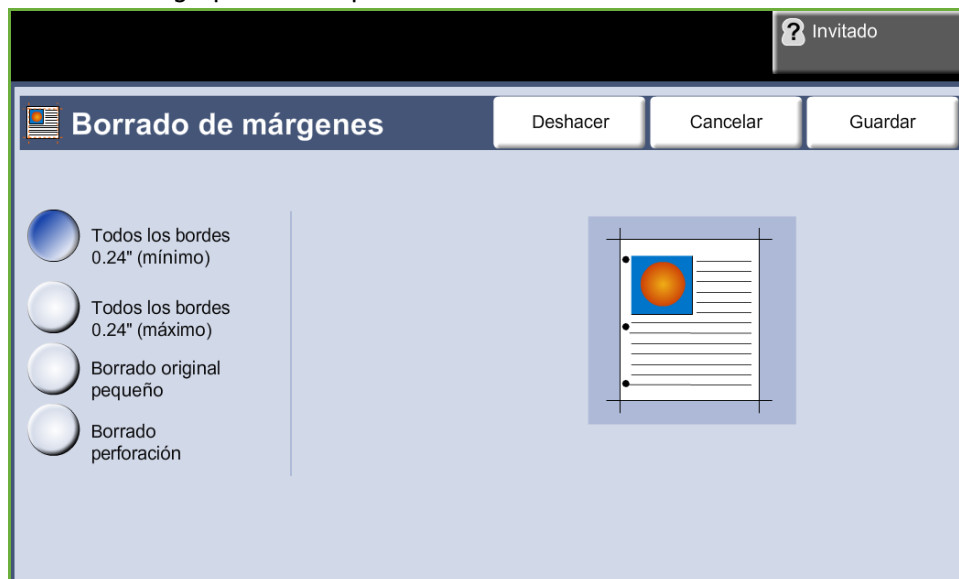 ? Invitado
Borrado de márgenes
Deshacer
Cancelar
Guardar
Todos los bordes
0.24" (mínimo)
Todos los bordes
0.24" (máximo)
Borrado original
pequeño
Borrado
perforación